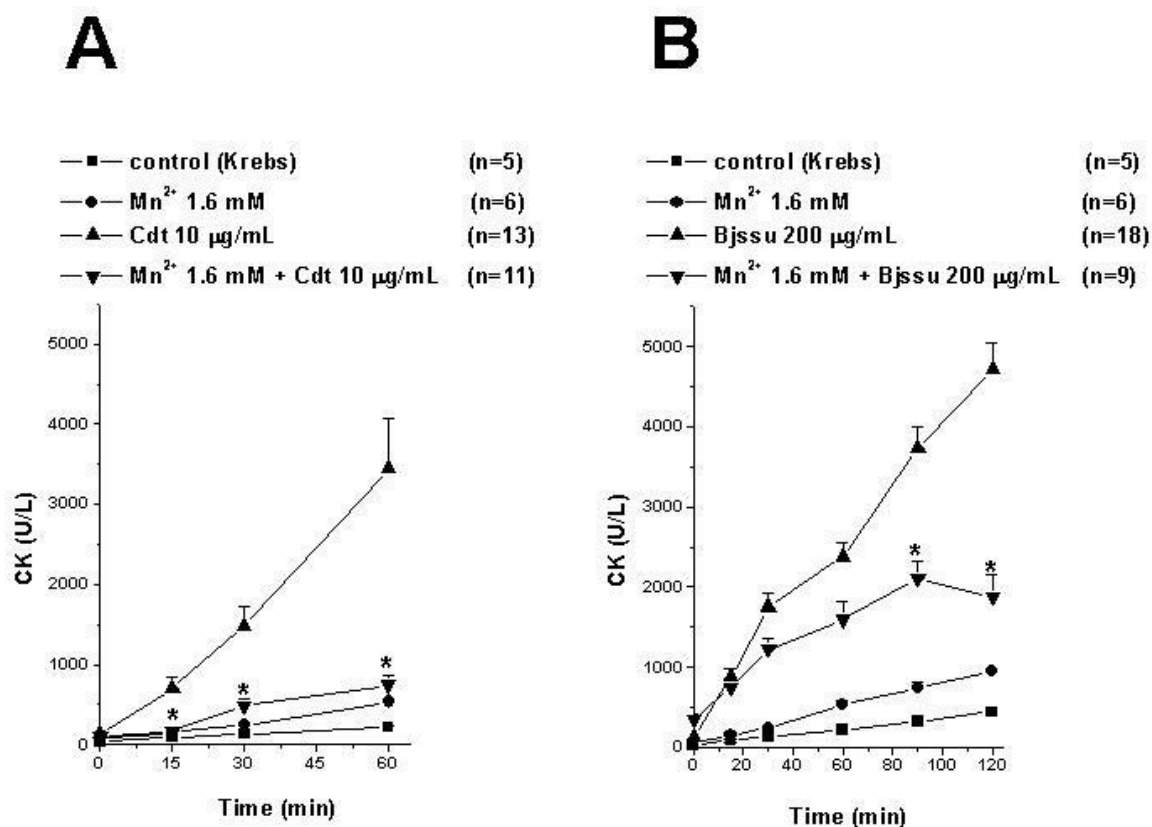 A
control (Krebs) (n=5)
Mn²⁺ 1.6 mM (n=6)
Cdt 10 μg/mL (n=13)
Mn²⁺ 1.6 mM + Cdt 10 μg/mL (n=11)
5000
4000
3000
2000
1000
0
CK (U/L)
*
*
*
0 15 30 45 60
Time (min)
B
control (Krebs) (n=5)
Mn²⁺ 1.6 mM (n=6)
Bjssu 200 μg/mL (n=18)
Mn²⁺ 1.6 mM + Bjssu 200 μg/mL (n=9)
5000
4000
3000
2000
1000
0
CK (U/L)
*
*
0 20 40 60 80 100 120
Time (min)